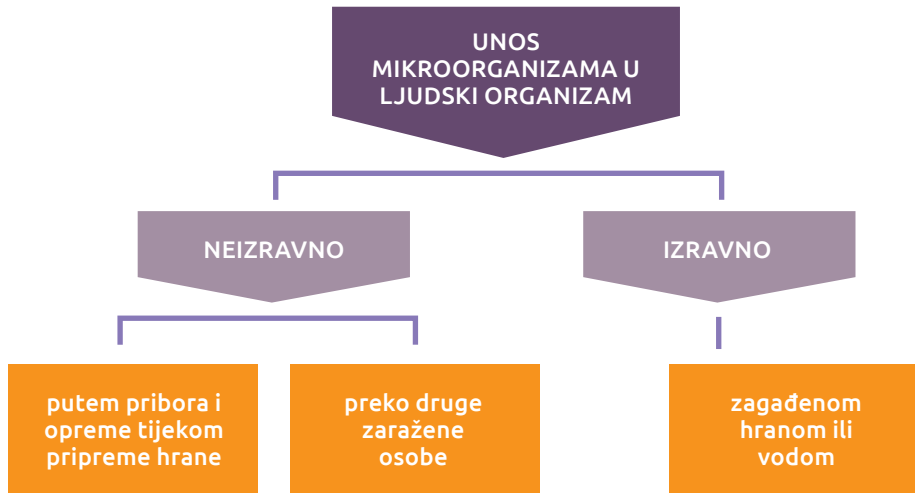 UNOS
MIKROORGANIZAMA U
LJUDSKI ORGANIZAM
NEIZRAVNO
IZRAVNO
putem pribora i
opreme tijekom
pripreme hrane
preko druge
zaražene
osobe
zagađenom
hranom ili
vodom